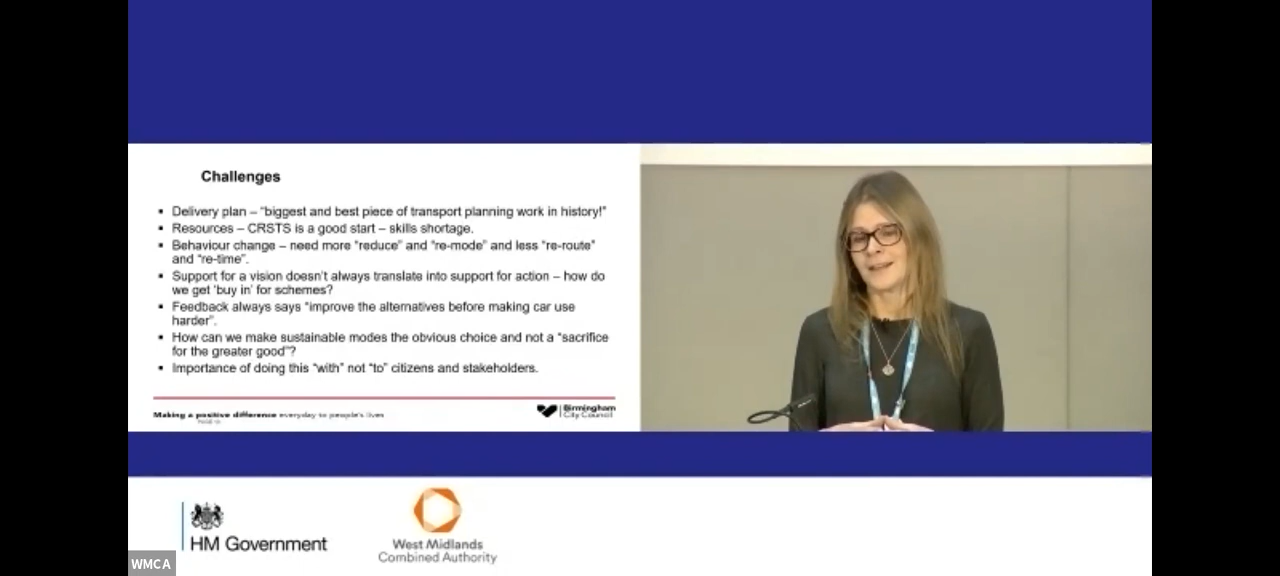 Challenges
▪ Delivery plan – “biggest and best piece of transport planning work in history!”
▪ Resources – CRSTS is a good start – skills shortage.
▪ Behaviour change – need more “reduce” and “re-mode” and less “re-route”
and “re-time”.
▪ Support for a vision doesn’t always translate into support for action – how do
we get ‘buy in’ for schemes?
▪ Feedback always says “improve the alternatives before making car use
harder”.
▪ How can we make sustainable modes the obvious choice and not a “sacrifice
for the greater good”?
▪ Importance of doing this “with” not “to” citizens and stakeholders.
Making a positive difference everyday to people's lives
Birmingham
City Council
HM Government
West Midlands
Combined Authority
WMCA